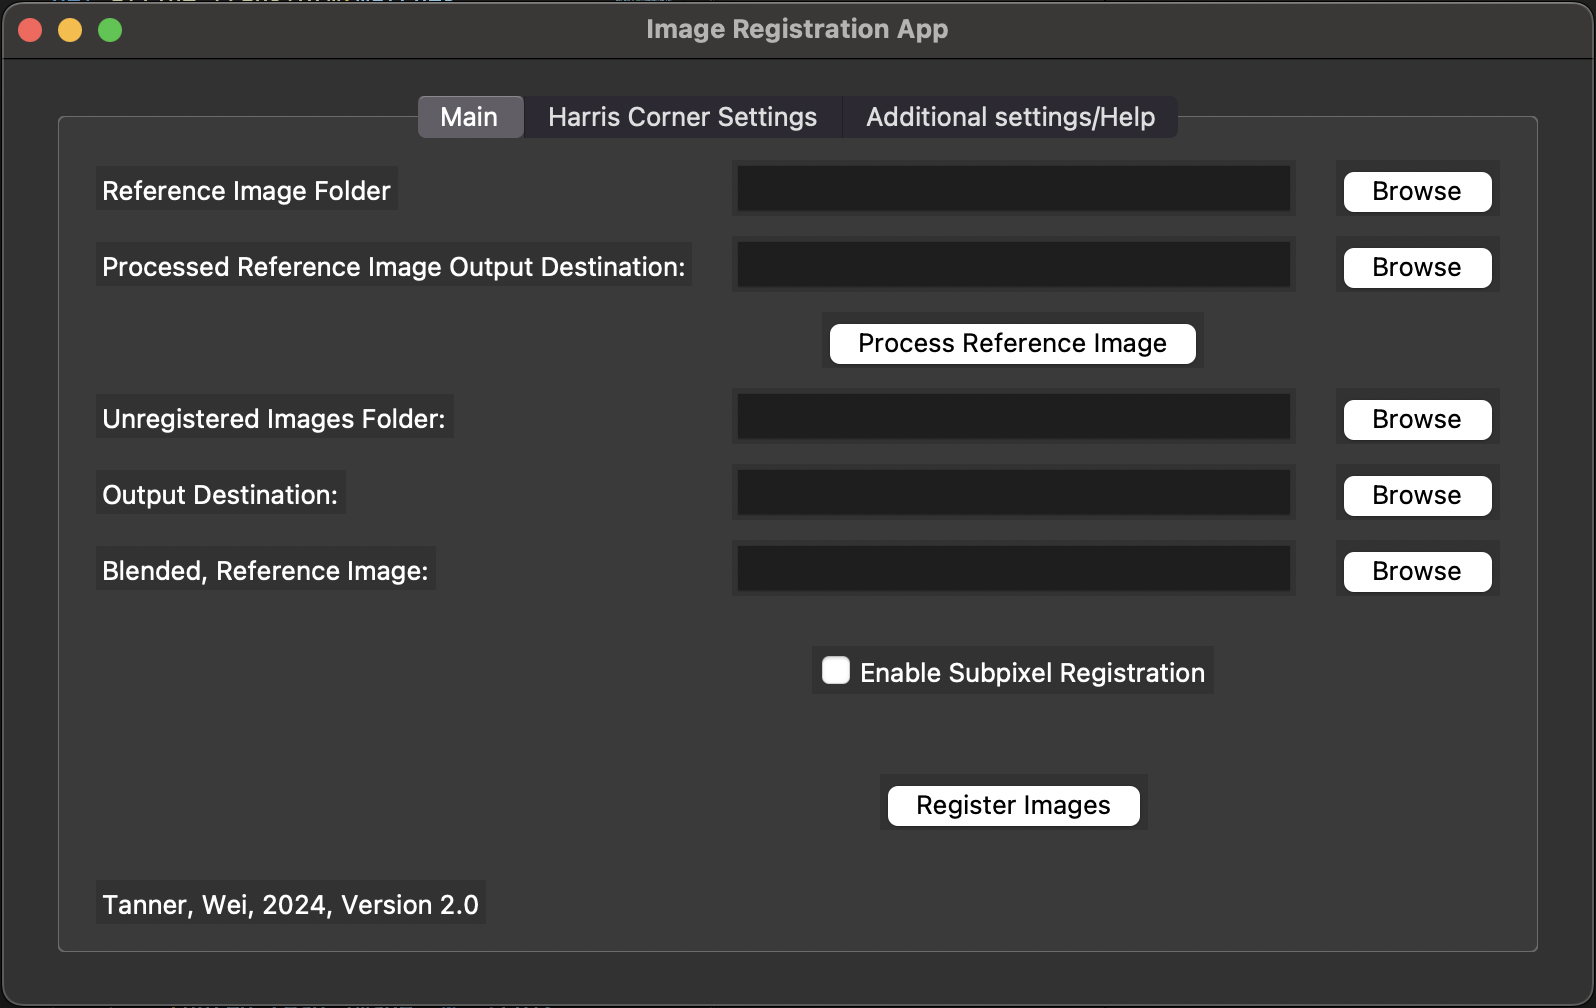 Image Registration App
Main Harris Corner Settings Additional settings/Help
Reference Image Folder Browse
Processed Reference Image Output Destination: Browse
Process Reference Image
Unregistered Images Folder: Browse
Output Destination: Browse
Blended, Reference Image: Browse
Enable Subpixel Registration
Register Images
Tanner, Wei, 2024, Version 2.0